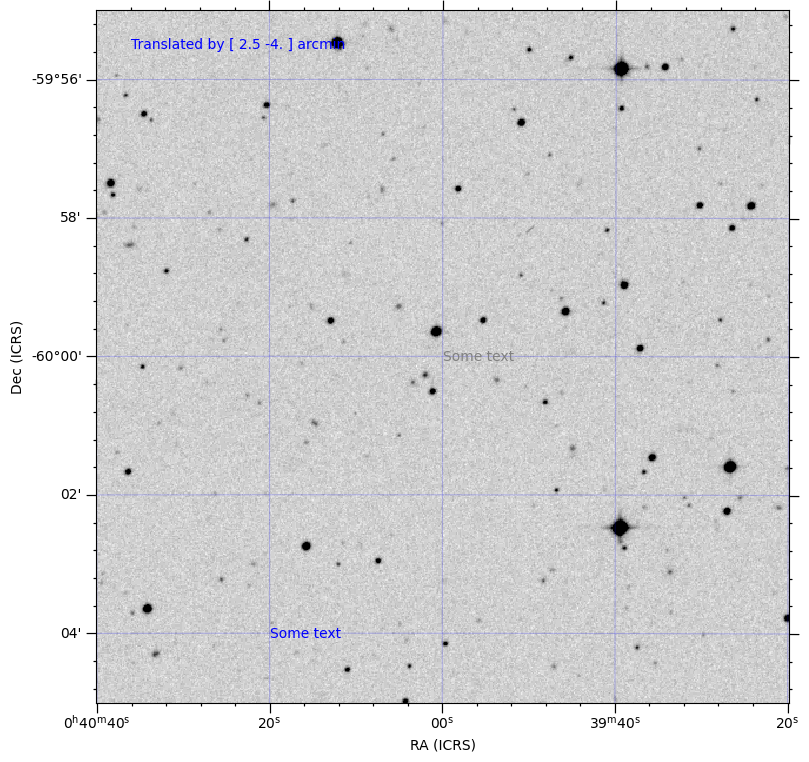 Translated by [ 2.5 -4. ] arcmin
-59°56'
58'
Some text
-60°00'
Dec (ICRS)
02'
Some text
04'
0ʰ40ᵐ40ˢ 20ˢ 00ˢ 39ᵐ40ˢ 20ˢ
RA (ICRS)